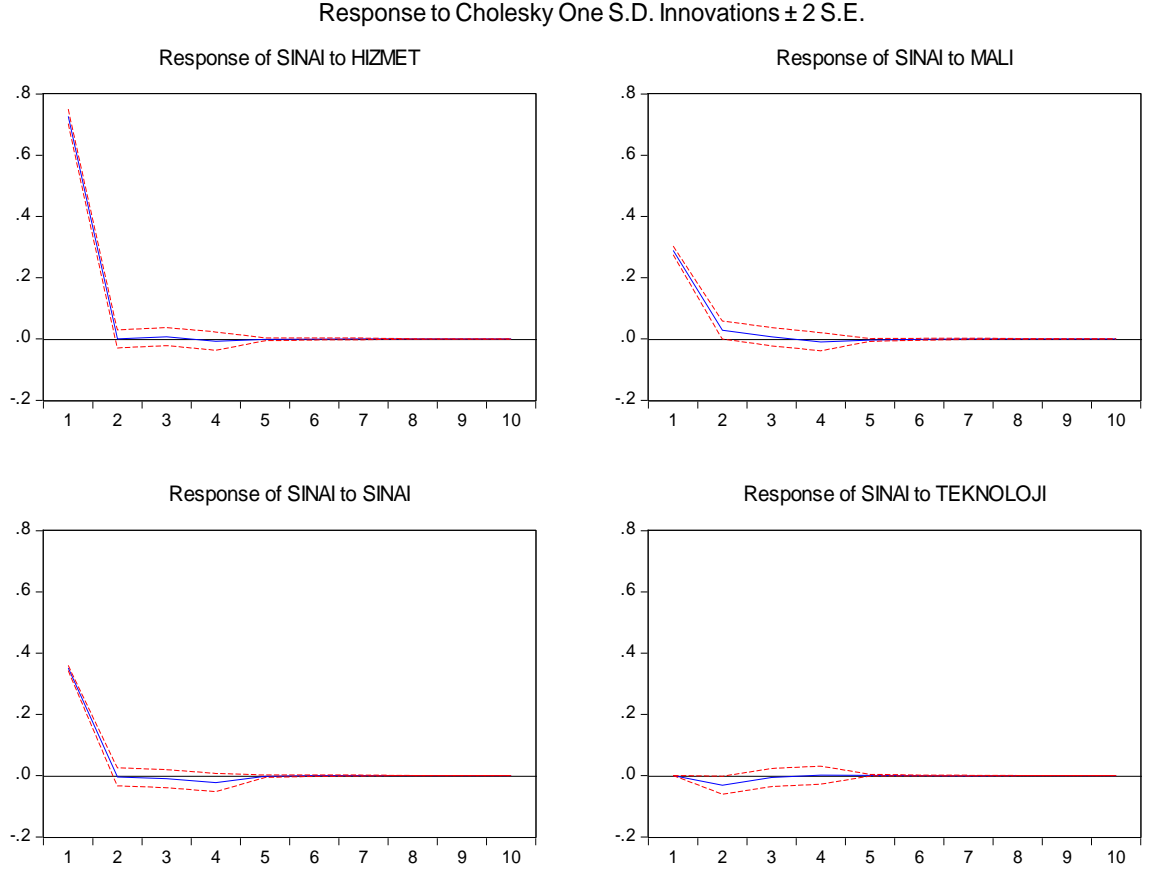 Response to Cholesky One S.D. Innovations ± 2 S.E.
Response of SINAI to HIZMET
.8
.6
.4
.2
.0
-.2
1 2 3 4 5 6 7 8 9 10
Response of SINAI to MALI
.8
.6
.4
.2
.0
-.2
1 2 3 4 5 6 7 8 9 10
Response of SINAI to SINAI
.8
.6
.4
.2
.0
-.2
1 2 3 4 5 6 7 8 9 10
Response of SINAI to TEKNOLOJI
.8
.6
.4
.2
.0
-.2
1 2 3 4 5 6 7 8 9 10